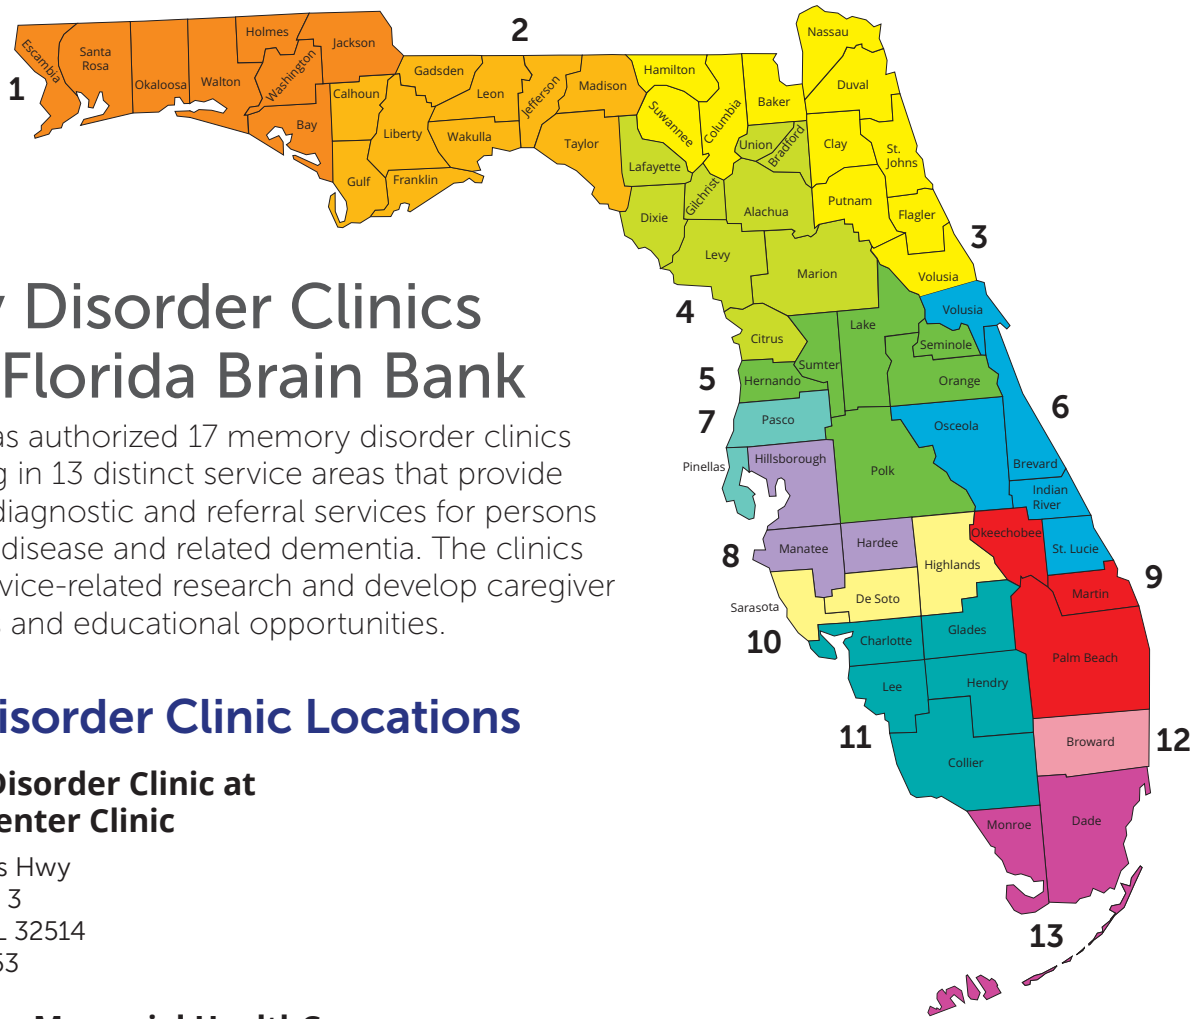 1
2
Escambia
Santa
Rosa
Okaloosa
Walton
Holmes
Washington
Jackson
Bay
Calhoun
Gulf
Gadsden
Liberty
Franklin
Leon
Wakulla
Jefferson
Madison
Taylor
Hamilton
Suwannee
Columbia
Baker
Nassau
Duval
Clay
St.
Johns
Putnam
Flagler
Volusia
3
Lafayette
Union
Bradford
Gilchrist
Dixie
Alachua
Levy
Marion
Citrus
4
Lake
Sumter
Hernando
Seminole
Orange
Polk
5
Volusia
Osceola
Brevard
Indian
River
St. Lucie
6
Pasco
Pinellas
7
Hillsborough
Manatee
Hardee
8
Okeechobee
Martin
Palm Beach
9
Highlands
De Soto
Sarasota
10
Charlotte
Glades
Lee
Hendry
Collier
11
Broward
12
Monroe
Dade
13
y Disorder Clinics
Florida Brain Bank
as authorized 17 memory disorder clinics
g in 13 distinct service areas that provide
diagnostic and referral services for persons
disease and related dementia. The clinics
vice-related research and develop caregiver
s and educational opportunities.
isorder Clinic Locations
Disorder Clinic at
enter Clinic
s Hwy
3
L 32514
53